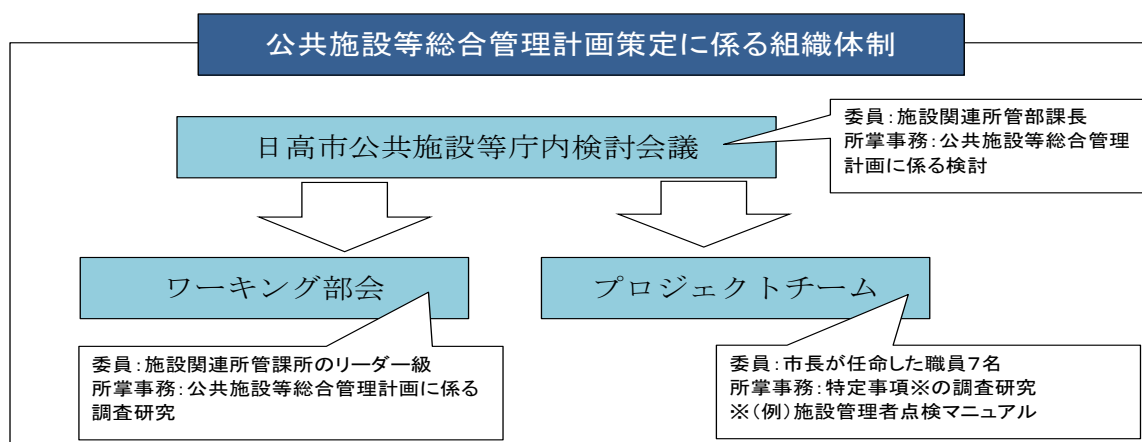 公共施設等総合管理計画策定に係る組織体制
日高市公共施設等庁内検討会議
委員:施設関連所管部課長
所掌事務:公共施設等総合管理
計画に係る検討
ワーキング部会
プロジェクトチーム
委員:施設関連所管課所のリーダー級
所掌事務:公共施設等総合管理計画に係る
調査研究
委員:市長が任命した職員7名
所掌事務:特定事項※の調査研究
※(例)施設管理者点検マニュアル